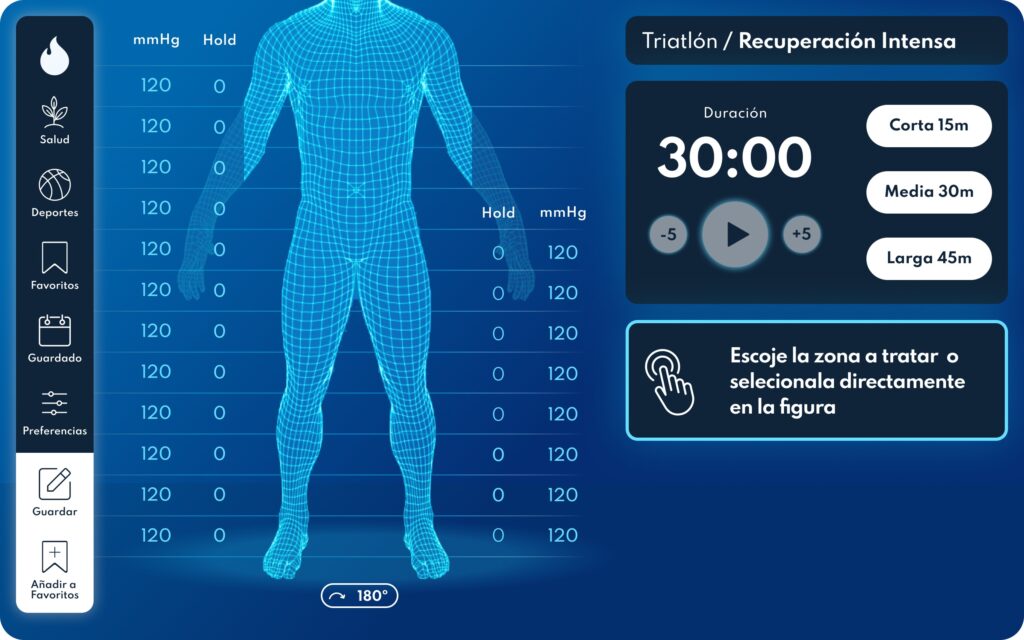 Salud
Deportes
Favoritos
Guardado
Preferencias
Guardar
Añadir a
Favoritos
mmHg Hold
120 0
120 0
120 0
120 0
120 0
120 0
120 0
120 0
120 0
120 0
120 0
120 0
Hold mmHg
0 120
0 120
0 120
0 120
0 120
0 120
0 120
0 120
180º
Triatlón / Recuperación Intensa
Duración
30:00
-5
+5
Corta 15m
Media 30m
Larga 45m
Escoje la zona a tratar o
selecionala directamente
en la figura